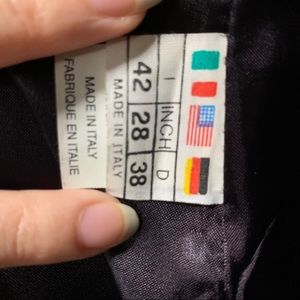 I INCH D
42 28 38
MADE IN ITALY
MADE IN ITALY
FABRIQUE EN ITALIE